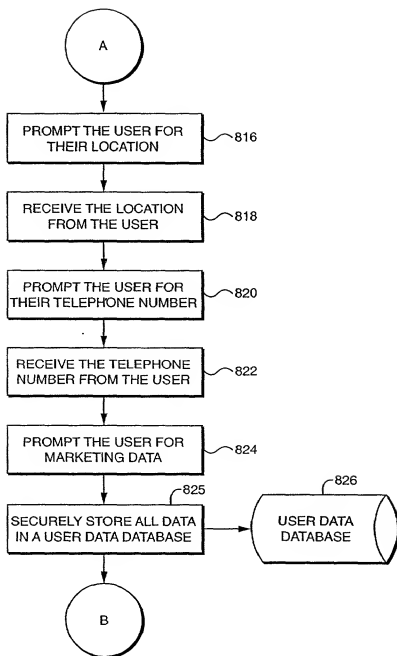 A
PROMPT THE USER FOR
THEIR LOCATION
816
RECEIVE THE LOCATION
FROM THE USER
818
PROMPT THE USER FOR
THEIR TELEPHONE NUMBER
820
RECEIVE THE TELEPHONE
NUMBER FROM THE USER
822
PROMPT THE USER FOR
MARKETING DATA
824
825
SECURELY STORE ALL DATA
IN A USER DATA DATABASE
826
USER DATA
DATABASE
B